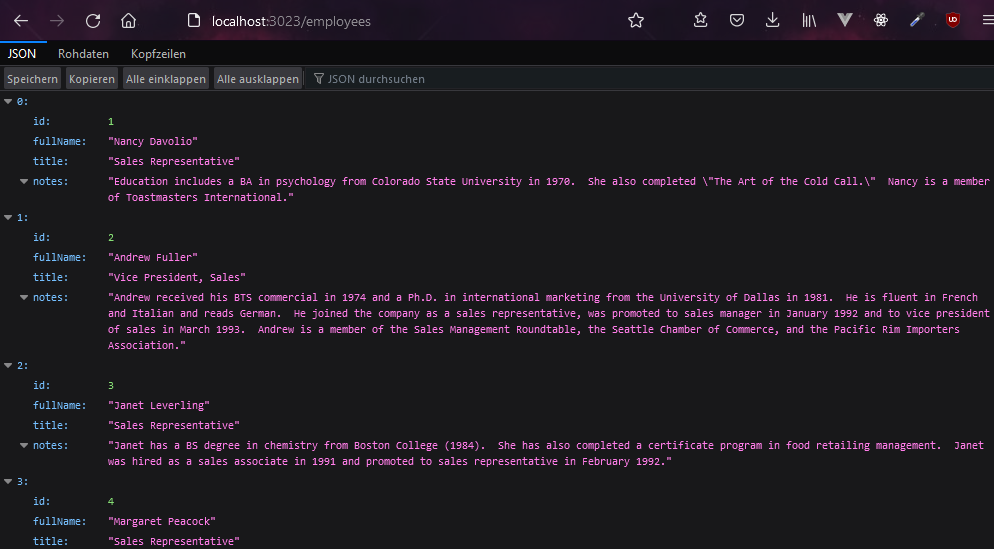 localhost:3023/employees
JSON Rohdaten Kopfzeilen
Speichern Kopieren Alle einklappen Alle ausklappen JSON durchsuchen
0:
id: 1
fullName: "Nancy Davolio"
title: "Sales Representative"
notes: "Education includes a BA in psychology from Colorado State University in 1970.  She also completed \"The Art of the Cold Call.\"  Nancy is a member
of Toastmasters International."
1:
id: 2
fullName: "Andrew Fuller"
title: "Vice President, Sales"
notes: "Andrew received his BTS commercial in 1974 and a Ph.D. in international marketing from the University of Dallas in 1981.  He is fluent in French
and Italian and reads German.  He joined the company as a sales representative, was promoted to sales manager in January 1992 and to vice president
of sales in March 1993.  Andrew is a member of the Sales Management Roundtable, the Seattle Chamber of Commerce, and the Pacific Rim Importers
Association."
2:
id: 3
fullName: "Janet Leverling"
title: "Sales Representative"
notes: "Janet has a BS degree in chemistry from Boston College (1984).  She has also completed a certificate program in food retailing management.  Janet
was hired as a sales associate in 1991 and promoted to sales representative in February 1992."
3:
id: 4
fullName: "Margaret Peacock"
title: "Sales Representative"